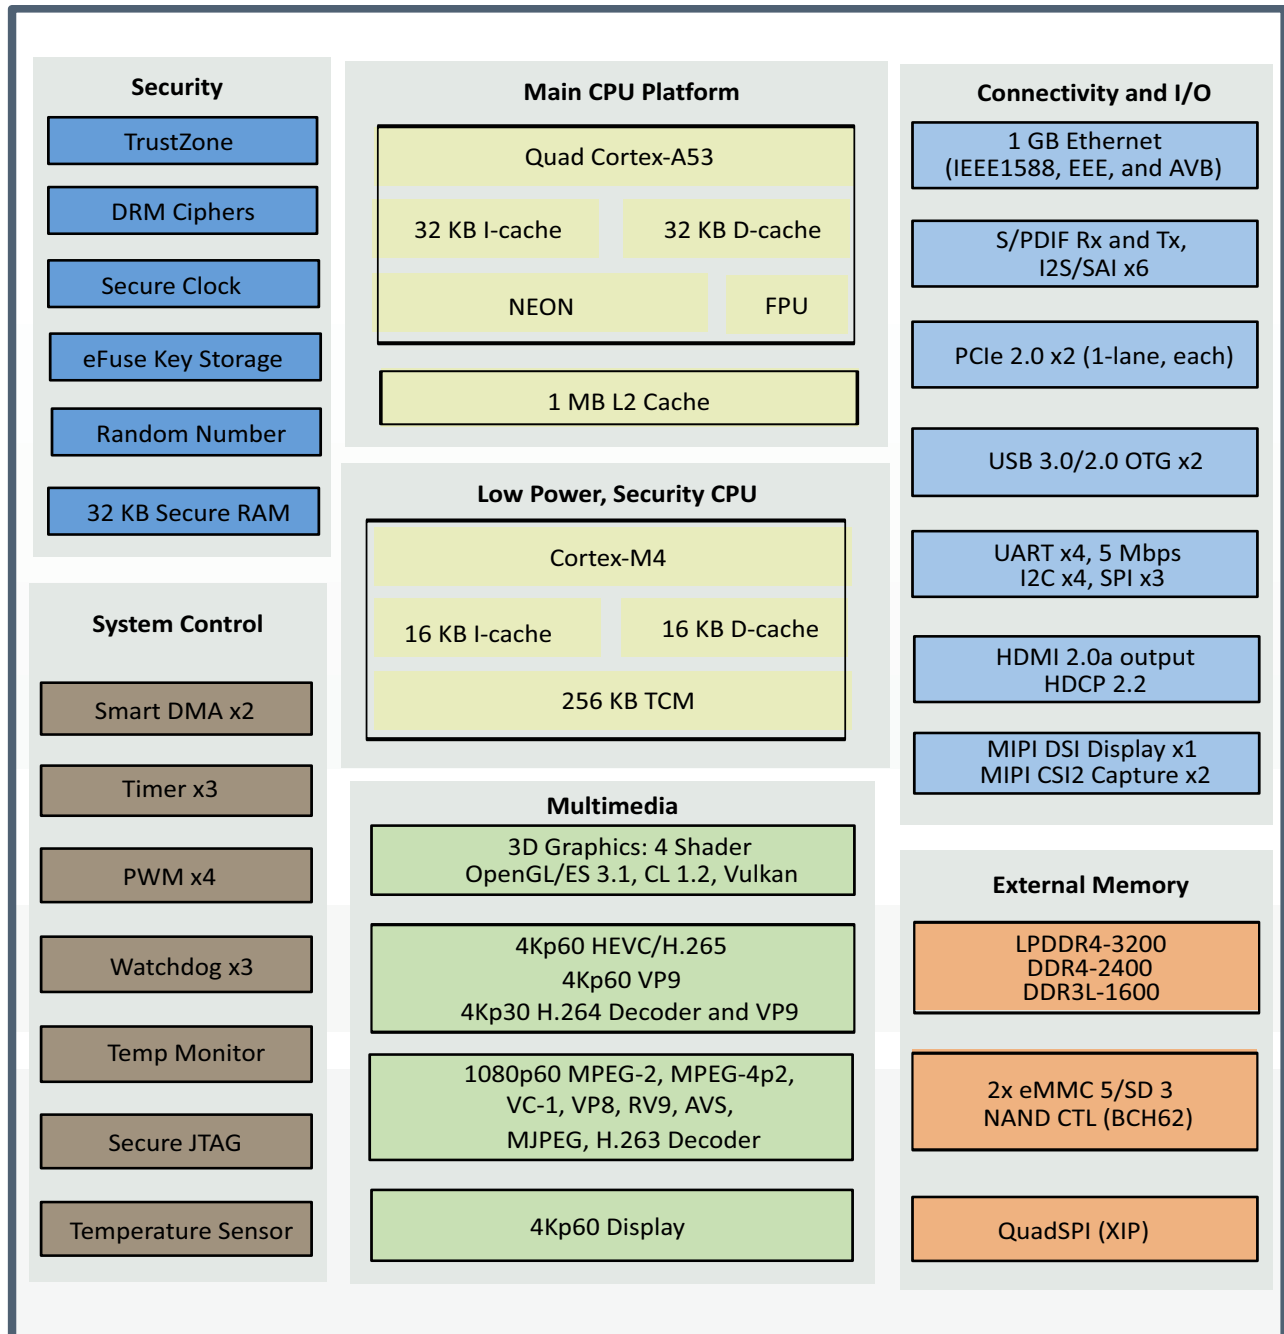 Security
TrustZone
DRM Ciphers
Secure Clock
eFuse Key Storage
Random Number
32 KB Secure RAM
System Control
Smart DMA x2
Timer x3
PWM x4
Watchdog x3
Temp Monitor
Secure JTAG
Temperature Sensor
Main CPU Platform
Quad Cortex-A53
32 KB I-cache
32 KB D-cache
NEON
FPU
1 MB L2 Cache
Low Power, Security CPU
Cortex-M4
16 KB I-cache
16 KB D-cache
256 KB TCM
Multimedia
3D Graphics: 4 Shader
OpenGL/ES 3.1, CL 1.2, Vulkan
4Kp60 HEVC/H.265
4Kp60 VP9
4Kp30 H.264 Decoder and VP9
1080p60 MPEG-2, MPEG-4p2,
VC-1, VP8, RV9, AVS,
MJPEG, H.263 Decoder
4Kp60 Display
Connectivity and I/O
1 GB Ethernet
(IEEE1588, EEE, and AVB)
S/PDIF Rx and Tx,
I2S/SAI x6
PCIe 2.0 x2 (1-lane, each)
USB 3.0/2.0 OTG x2
UART x4, 5 Mbps
I2C x4, SPI x3
HDMI 2.0a output
HDCP 2.2
MIPI DSI Display x1
MIPI CSI2 Capture x2
External Memory
LPDDR4-3200
DDR4-2400
DDR3L-1600
2x eMMC 5/SD 3
NAND CTL (BCH62)
QuadSPI (XIP)